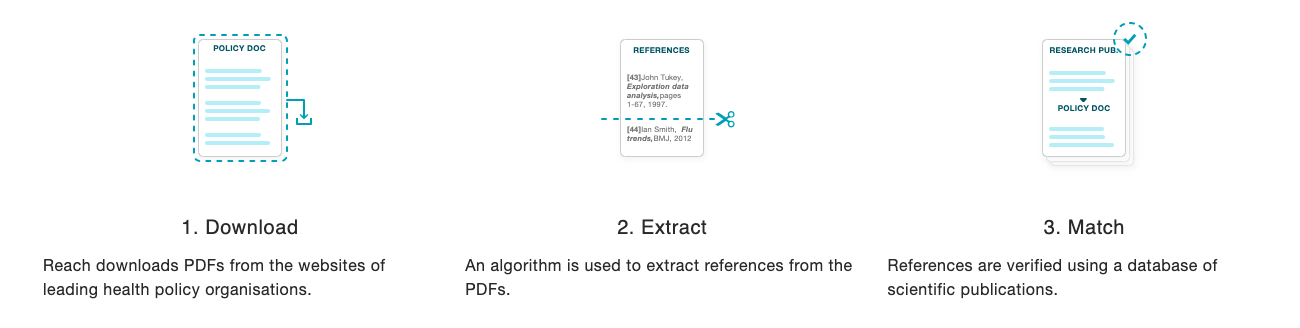 POLICY DOC
REFERENCES
[43]John Tukey,
Exploration data
analysis,pages
1-67, 1997.
[44]Ian Smith, Flu
trends,BMJ, 2012
RESEARCH PUB.
POLICY DOC
1. Download
Reach downloads PDFs from the websites of
leading health policy organisations.
2. Extract
An algorithm is used to extract references from the
PDFs.
3. Match
References are verified using a database of
scientific publications.